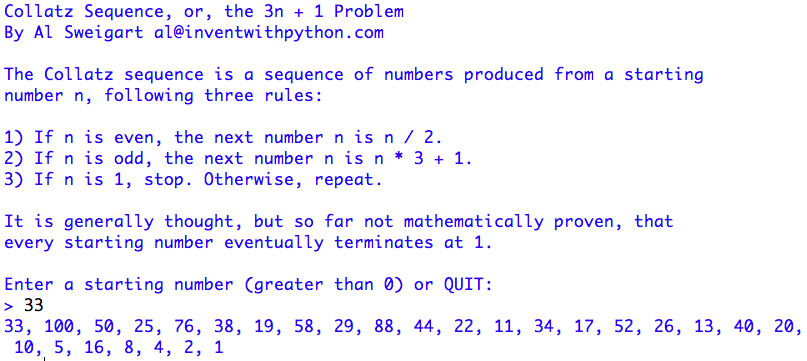 Collatz Sequence, or, the 3n + 1 Problem
By Al Sweigart al@inventwithpython.com
The Collatz sequence is a sequence of numbers produced from a starting
number n, following three rules:
1) If n is even, the next number n is n / 2.
2) If n is odd, the next number n is n * 3 + 1.
3) If n is 1, stop. Otherwise, repeat.
It is generally thought, but so far not mathematically proven, that
every starting number eventually terminates at 1.
Enter a starting number (greater than 0) or QUIT:
> 33
33, 100, 50, 25, 76, 38, 19, 58, 29, 88, 44, 22, 11, 34, 17, 52, 26, 13, 40, 20,
10, 5, 16, 8, 4, 2, 1